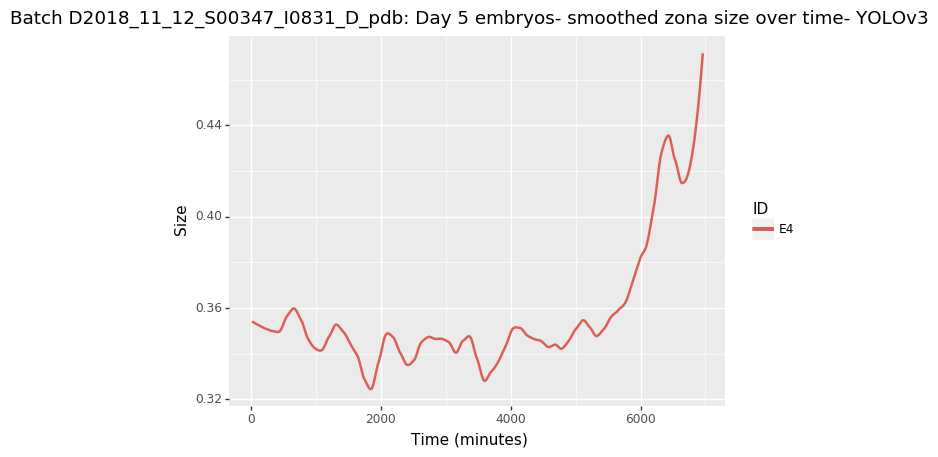 Batch D2018_11_12_S00347_I0831_D_pdb: Day 5 embryos- smoothed zona size over time- YOLOv3
0.44
0.40
0.36
0.32
Size
0
2000
4000
6000
Time (minutes)
ID
E4